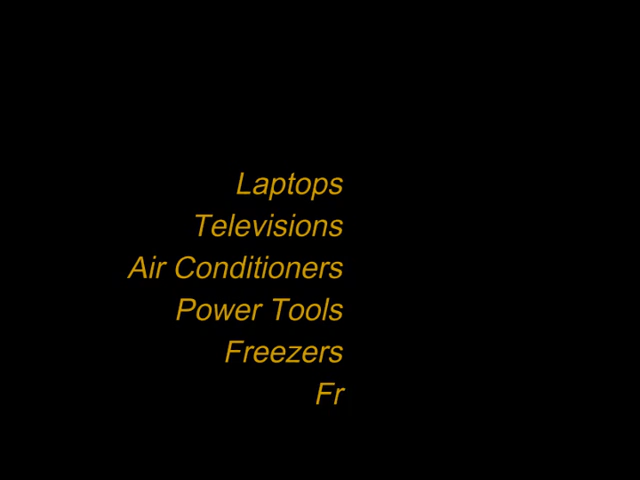 Laptops
Televisions
Air Conditioners
Power Tools
Freezers
Fr